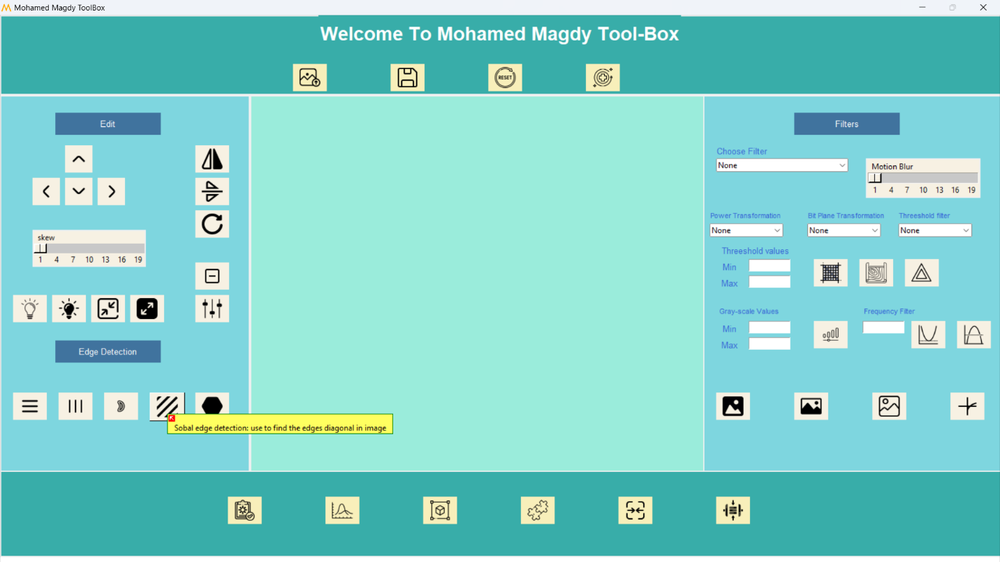 Mohamed Magdy ToolBox
Welcome To Mohamed Magdy Tool-Box
RESET
Edit
skew
1 4 7 10 13 16 19
Edge Detection
Sobal edge detection: use to find the edges diagonal in image
Filters
Choose Filter
None
Motion Blur
1 4 7 10 13 16 19
Power Transformation
None
Bit Plane Transformation
None
Threeshold filter
None
Threeshold values
Min
Max
Gray-scale Values
Min
Max
Frequency Filter